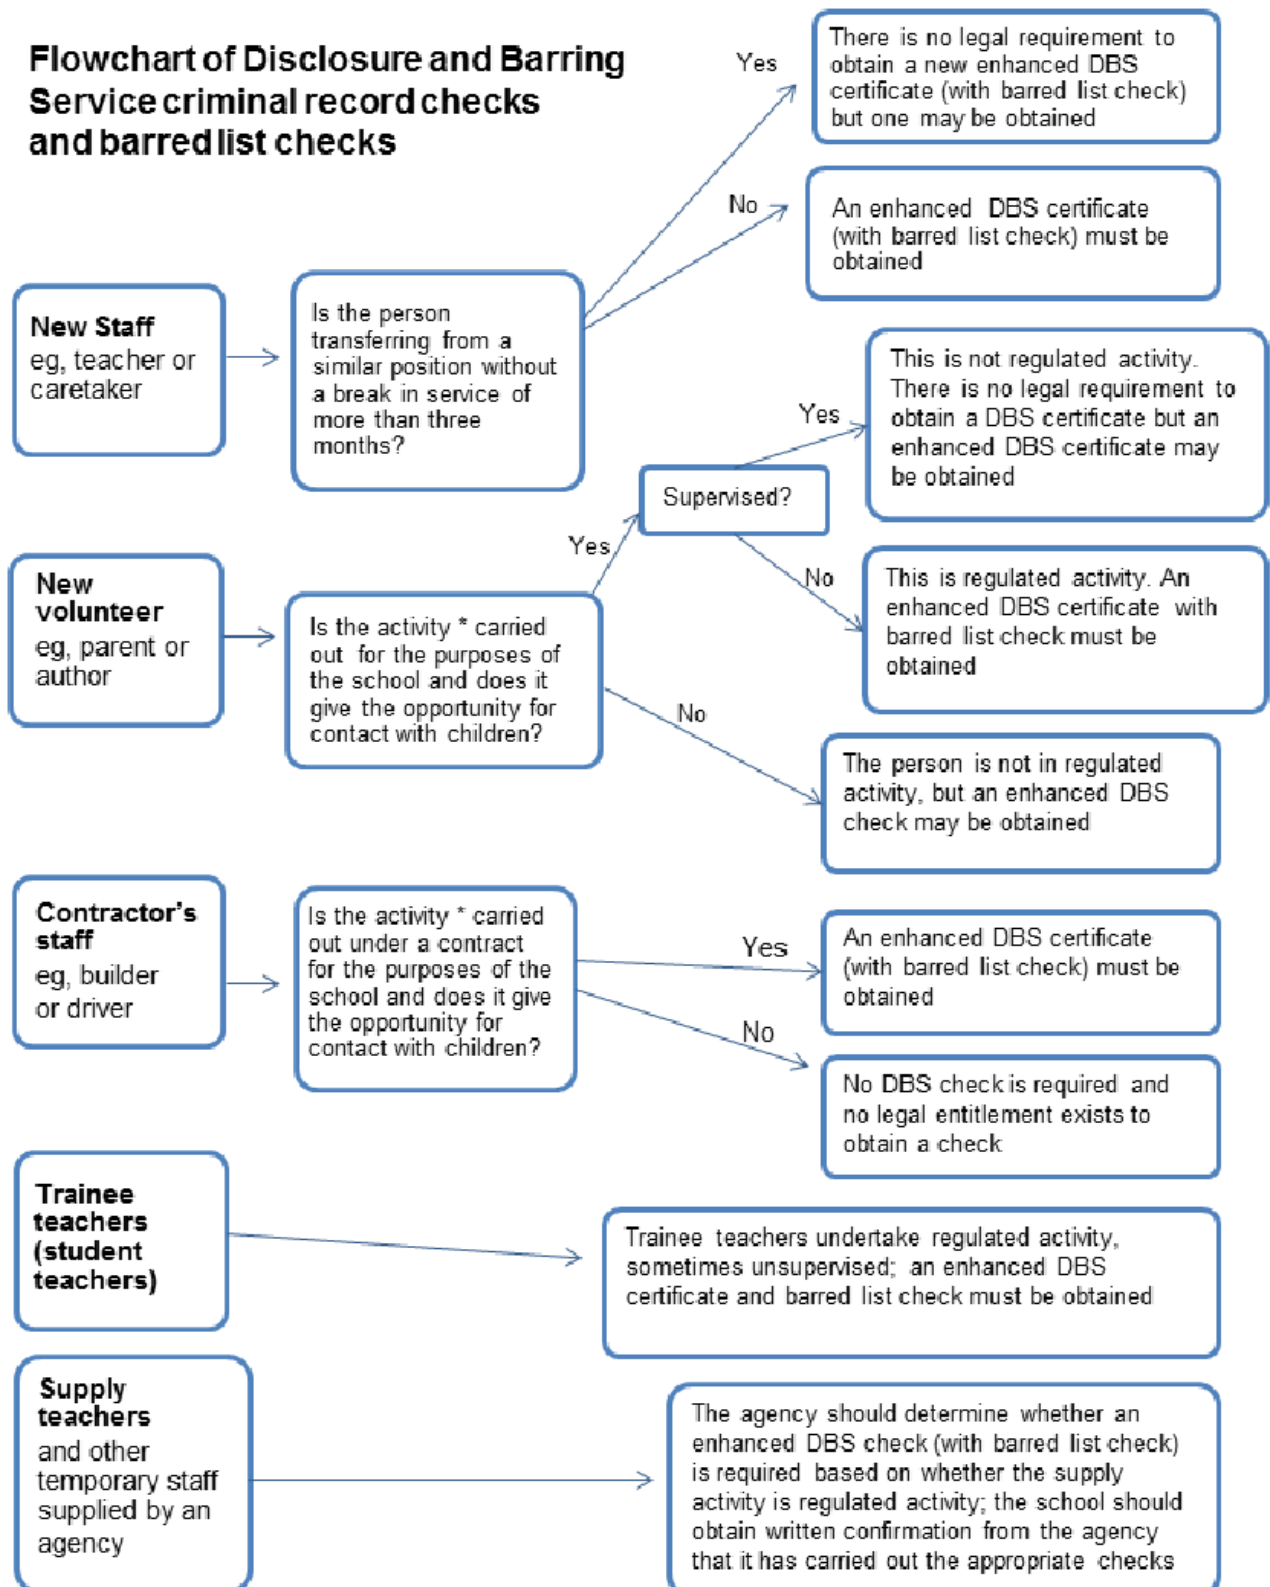 Flowchart of Disclosure and Barring
Service criminal record checks
and barred list checks
New Staff
eg, teacher or
caretaker
Is the person
transferring from a
similar position without
a break in service of
more than three
months?
Yes
There is no legal requirement to
obtain a new enhanced DBS
certificate (with barred list check)
but one may be obtained
No
An enhanced DBS certificate
(with barred list check) must be
obtained
New
volunteer
eg, parent or
author
Is the activity * carried
out for the purposes of
the school and does it
give the opportunity for
contact with children?
Yes
Supervised?
Yes
This is not regulated activity.
There is no legal requirement to
obtain a DBS certificate but an
enhanced DBS certificate may
be obtained
No
This is regulated activity. An
enhanced DBS certificate with
barred list check must be
obtained
No
The person is not in regulated
activity, but an enhanced DBS
check may be obtained
Contractor's
staff
eg, builder
or driver
Is the activity * carried
out under a contract
for the purposes of the
school and does it give
the opportunity for
contact with children?
Yes
An enhanced DBS certificate
(with barred list check) must be
obtained
No
No DBS check is required and
no legal entitlement exists to
obtain a check
Trainee
teachers
(student
teachers)
Trainee teachers undertake regulated activity,
sometimes unsupervised; an enhanced DBS
certificate and barred list check must be obtained
Supply
teachers
and other
temporary staff
supplied by an
agency
The agency should determine whether an
enhanced DBS check (with barred list check)
is required based on whether the supply
activity is regulated activity; the school should
obtain written confirmation from the agency
that it has carried out the appropriate checks